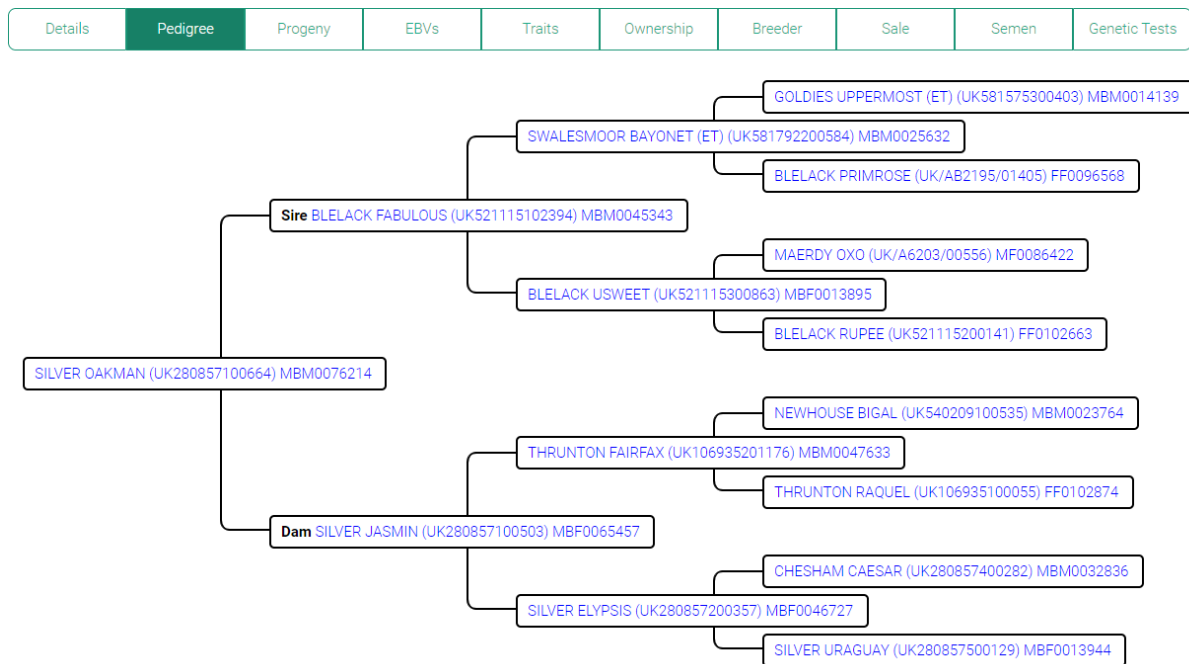 Details
Pedigree
Progeny
EBVs
Traits
Ownership
Breeder
Sale
Semen
Genetic Tests
GOLDIES UPPERMOST (ET) (UK581575300403) MBM0014139
SWALESMOOR BAYONET (ET) (UK581792200584) MBM0025632
BLELACK PRIMROSE (UK/AB2195/01405) FF0096568
Sire BLELACK FABULOUS (UK521115102394) MBM0045343
MAERDY OXO (UK/A6203/00556) MF0086422
BLELACK USWEET (UK521115300863) MBF0013895
BLELACK RUPEE (UK521115200141) FF0102663
SILVER OAKMAN (UK280857100664) MBM0076214
NEWHOUSE BIGAL (UK540209100535) MBM0023764
THRUNTON FAIRFAX (UK106935201176) MBM0047633
THRUNTON RAQUEL (UK106935100055) FF0102874
Dam SILVER JASMIN (UK280857100503) MBF0065457
CHESHAM CAESAR (UK280857400282) MBM0032836
SILVER ELYPSIS (UK280857200357) MBF0046727
SILVER URAGUAY (UK280857500129) MBF0013944